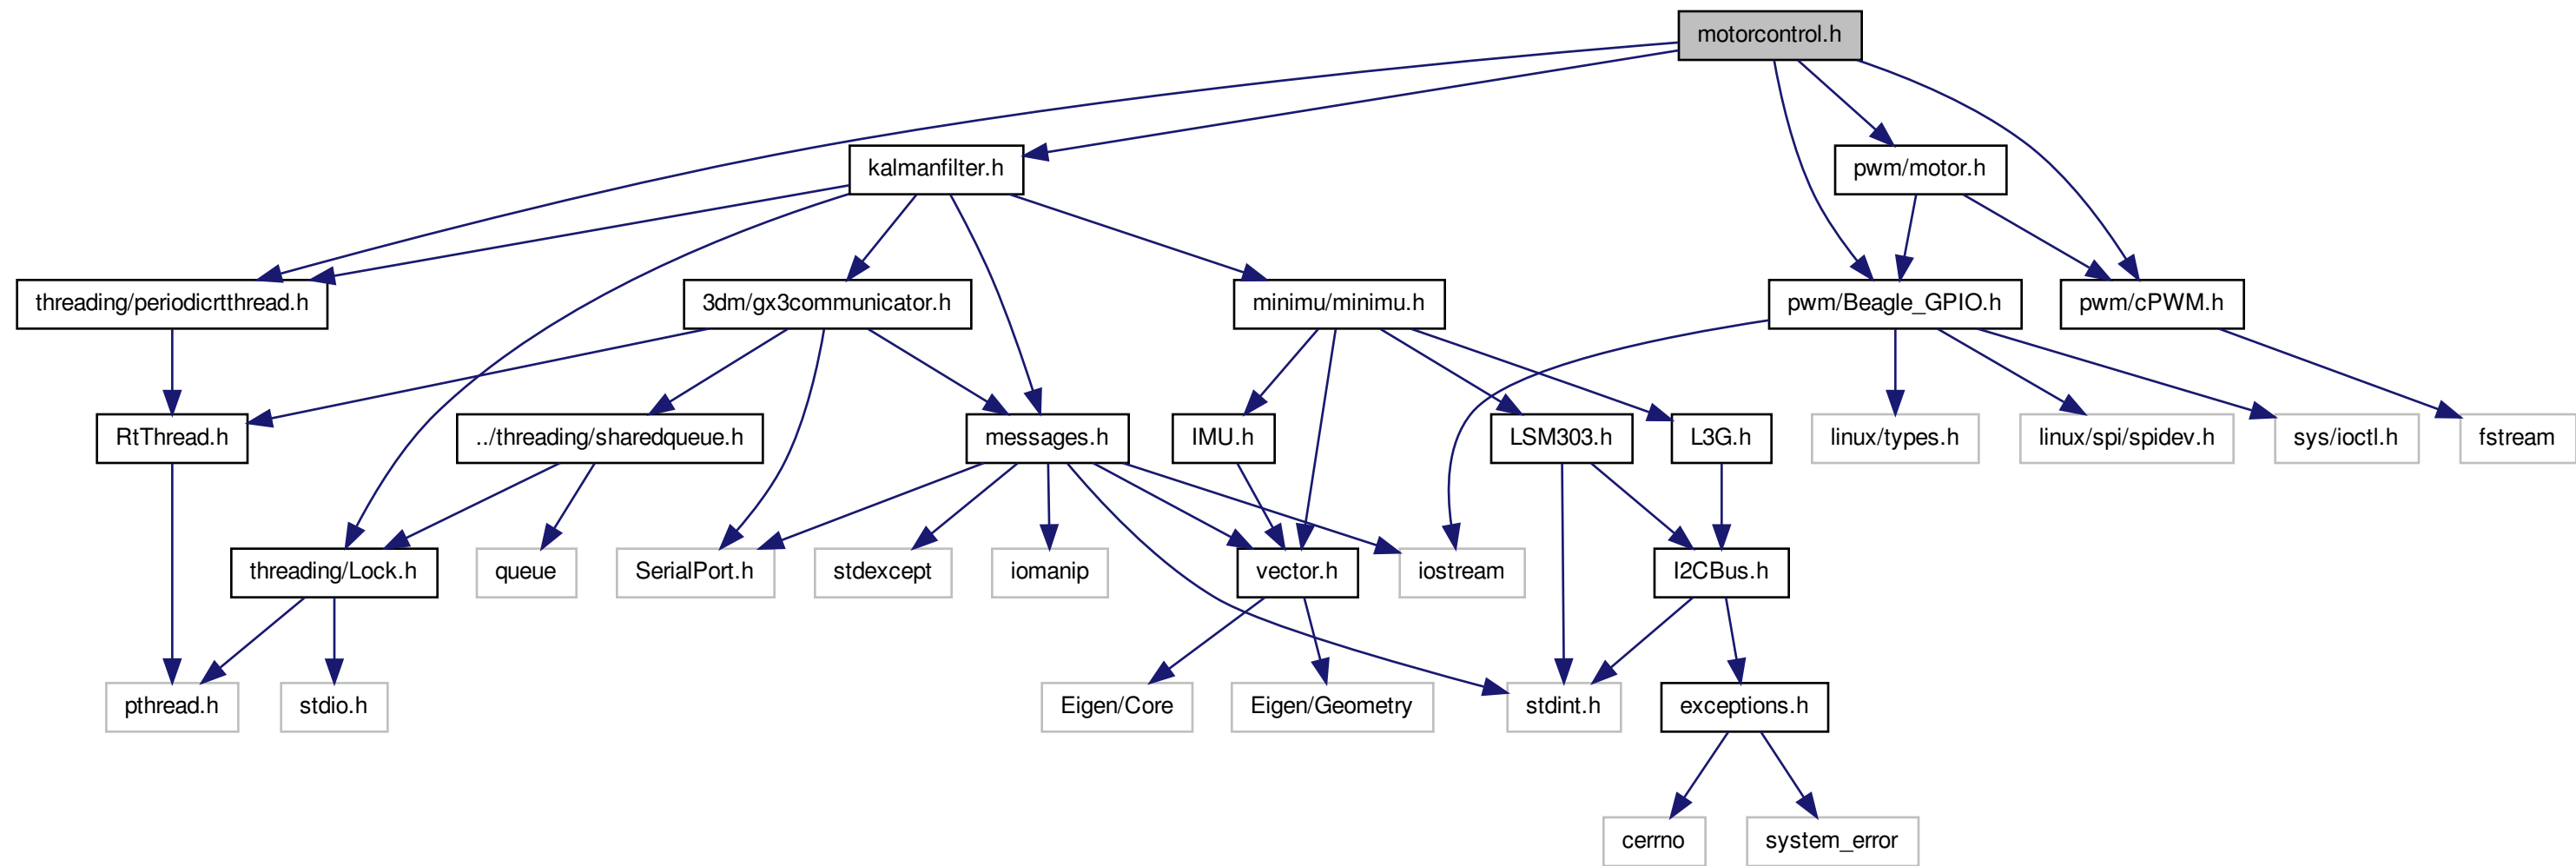 motorcontrol.h
kalmanfilter.h
pwm/motor.h
threading/periodicrtthread.h
3dm/gx3communicator.h
minimu/minimu.h
pwm/Beagle_GPIO.h
pwm/cPWM.h
RtThread.h
../threading/sharedqueue.h
messages.h
IMU.h
LSM303.h
L3G.h
linux/types.h
linux/spi/spidev.h
sys/ioctl.h
fstream
threading/Lock.h
queue
SerialPort.h
stdexcept
iomanip
vector.h
iostream
I2CBus.h
pthread.h
stdio.h
Eigen/Core
Eigen/Geometry
stdint.h
exceptions.h
cerrno
system_error